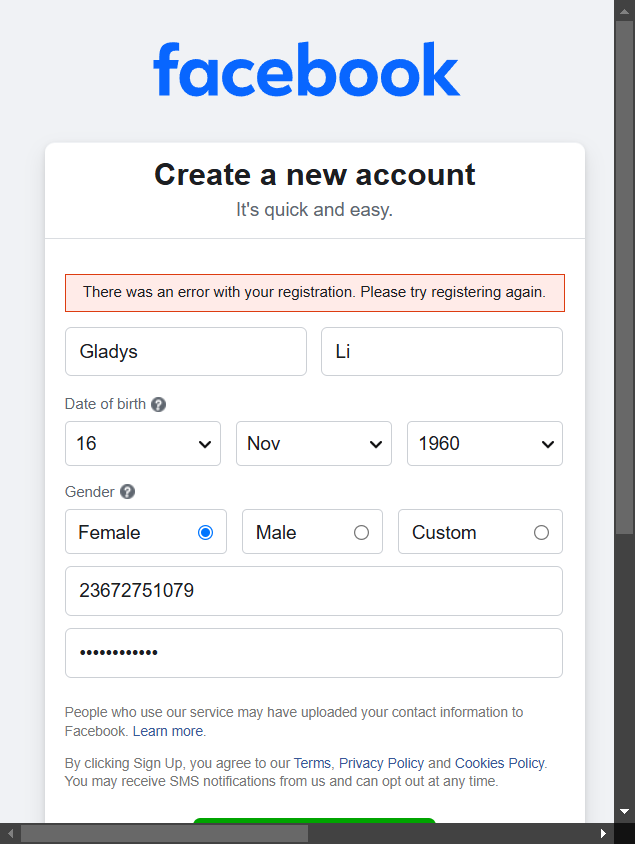 facebook
Create a new account
It's quick and easy.
There was an error with your registration. Please try registering again.
Gladys Li
Date of birth
16 Nov 1960
Gender
Female Male Custom
23672751079
••••••••••••
People who use our service may have uploaded your contact information to
Facebook. Learn more.
By clicking Sign Up, you agree to our Terms, Privacy Policy and Cookies Policy.
You may receive SMS notifications from us and can opt out at any time.